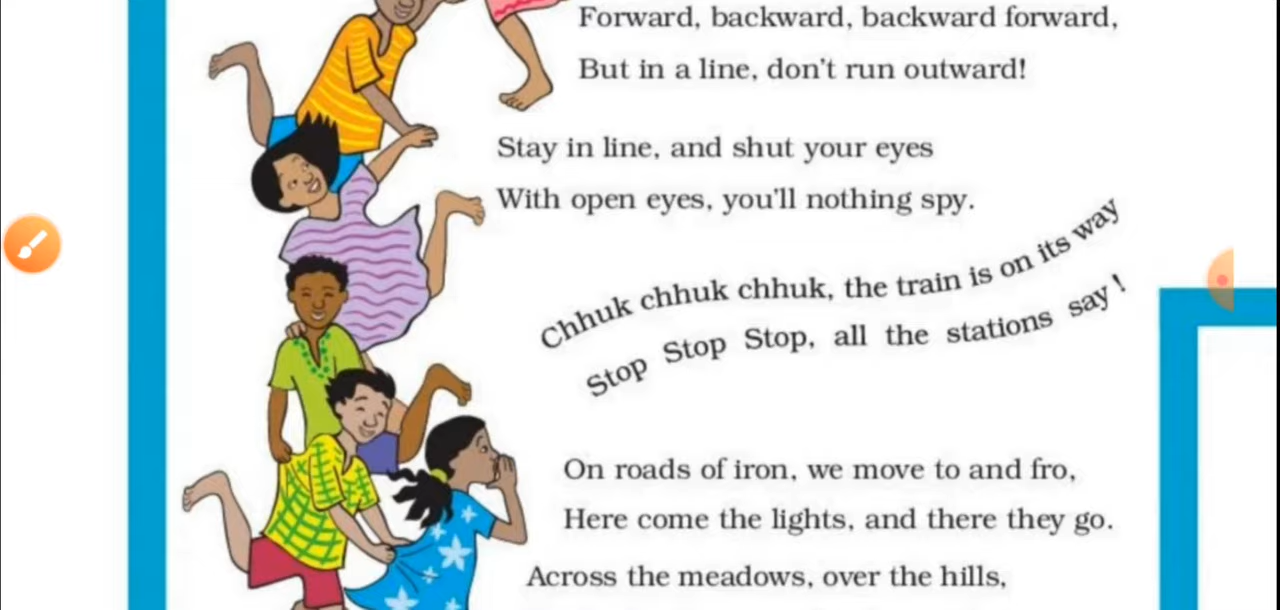 Forward, backward, backward forward,
But in a line, don't run outward!
Stay in line, and shut your eyes
With open eyes, you'll nothing spy.
Chhuk chhuk chhuk, the train is on its way
Stop Stop Stop, all the stations say!
On roads of iron, we move to and fro,
Here come the lights, and there they go.
Across the meadows, over the hills,